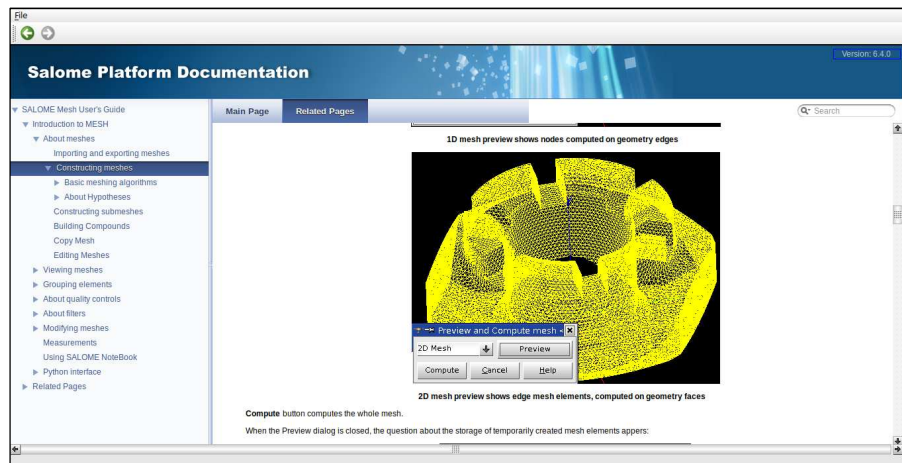 File
Version: 6.4.0
Salome Platform Documentation
SALOME Mesh User's Guide
Introduction to MESH
About meshes
Importing and exporting meshes
Constructing meshes
Basic meshing algorithms
About Hypotheses
Constructing submeshes
Building Compounds
Copy Mesh
Editing Meshes
Viewing meshes
Grouping elements
About quality controls
About filters
Modifying meshes
Measurements
Using SALOME NoteBook
Python interface
Related Pages
Main Page Related Pages
Search
1D mesh preview shows nodes computed on geometry edges
Preview and Compute mesh
2D Mesh Preview
Compute Cancel Help
2D mesh preview shows edge mesh elements, computed on geometry faces
Compute button computes the whole mesh.
When the Preview dialog is closed, the question about the storage of temporarily created mesh elements appers: